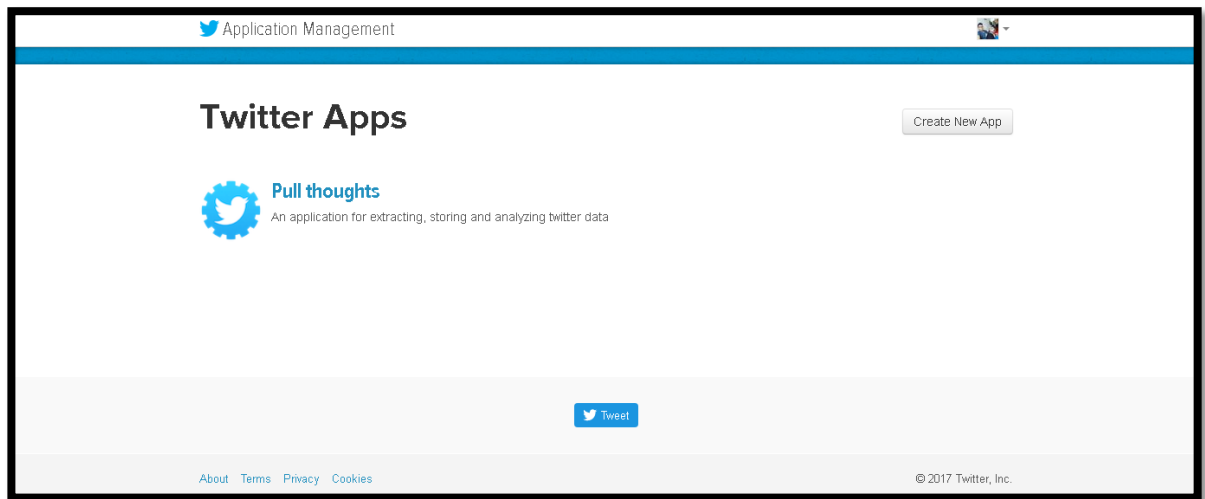 Application Management
Twitter Apps
Create New App
Pull thoughts
An application for extracting, storing and analyzing twitter data
Tweet
About Terms Privacy Cookies
© 2017 Twitter, Inc.